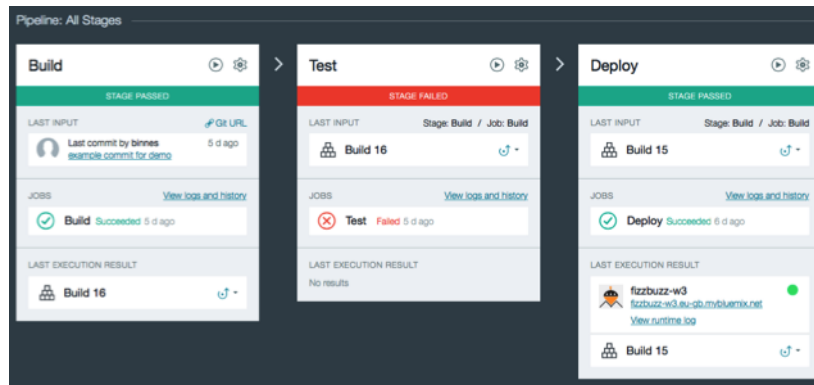 Pipeline: All Stages
Build
STAGE PASSED
LAST INPUT
Git URL
Last commit by binnes
5 d ago
example commit for demo
JOBS
View logs and history
Build Succeeded 5 d ago
LAST EXECUTION RESULT
Build 16
Test
STAGE FAILED
LAST INPUT
Stage: Build / Job: Build
Build 16
JOBS
View logs and history
Test Failed 5 d ago
LAST EXECUTION RESULT
No results
Deploy
STAGE PASSED
LAST INPUT
Stage: Build / Job: Build
Build 15
JOBS
View logs and history
Deploy Succeeded 6 d ago
LAST EXECUTION RESULT
fizzbuzz-w3
fizzbuzz-w3.eu-gb.mybluemix.net
View runtime log
Build 15